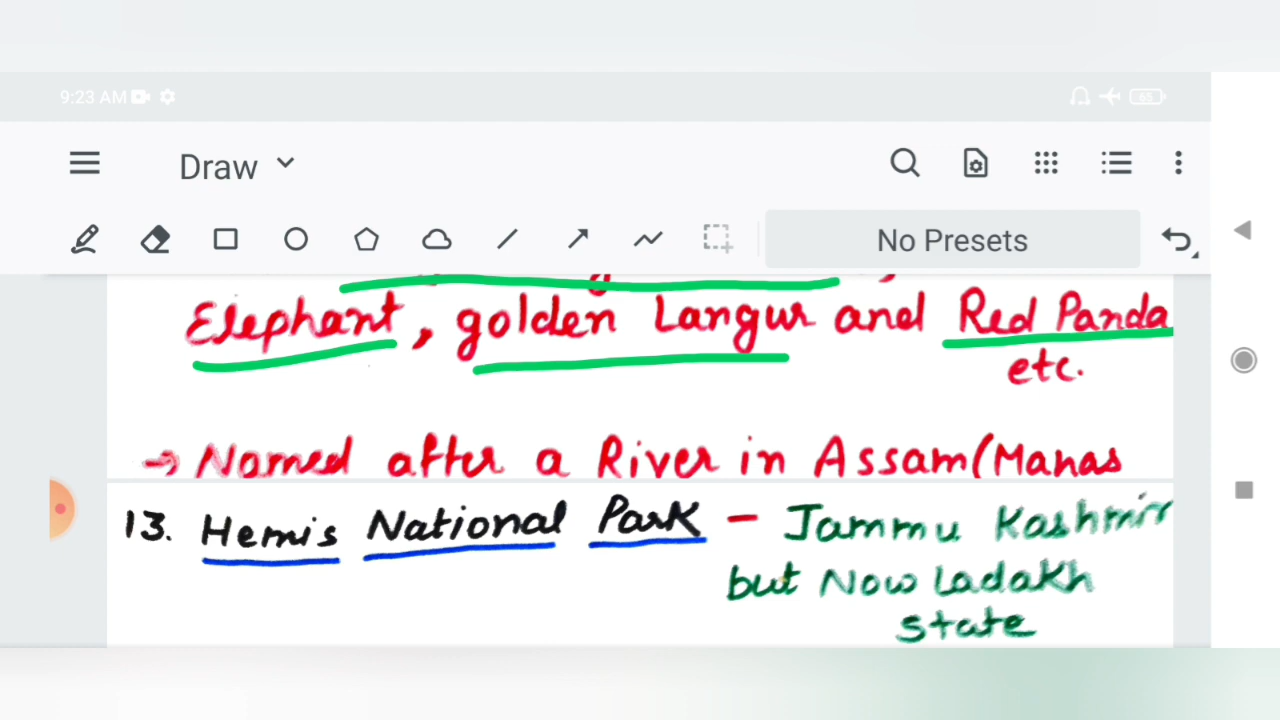 9:23 AM
65
Draw
No Presets
Elephant, golden Langur and Red Panda
etc.
→ Named after a River in Assam(Manas
13. Hemis National Park - Jammu Kashmir
but Now Ladakh
state